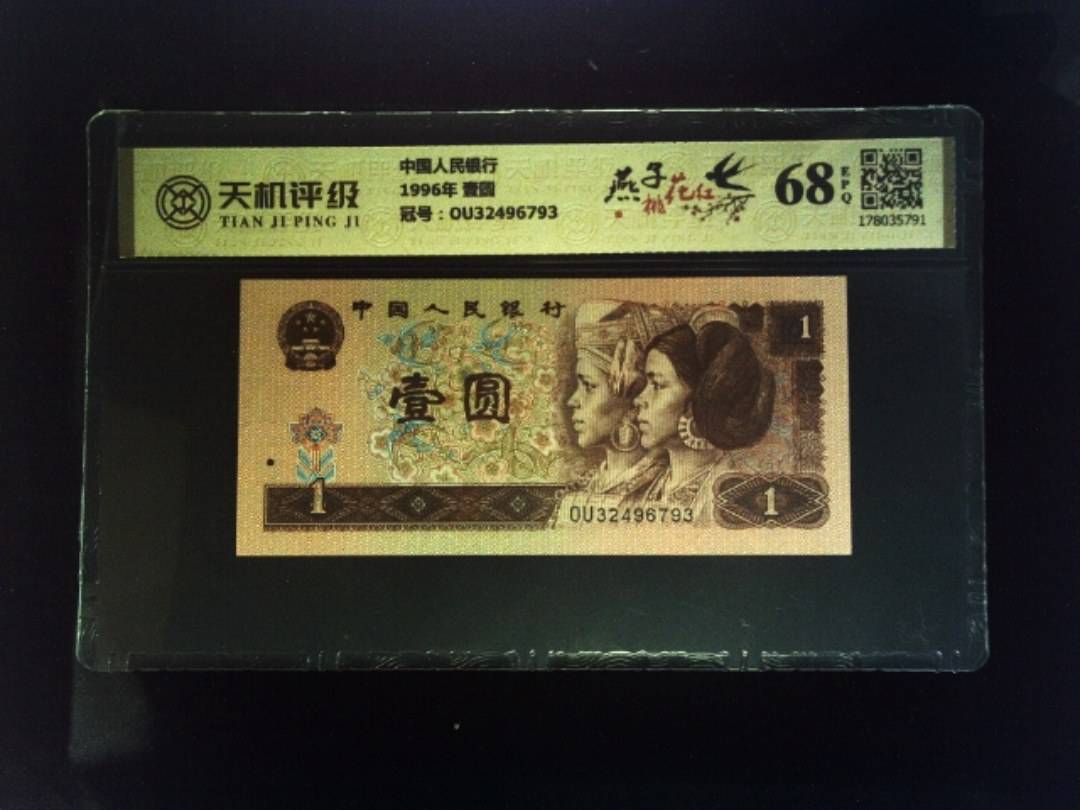 天机评级
TIAN JI PING JI
中国人民银行
1996年 壹圆
冠号：OU32496793
燕子
桃花红
68
EPQ
178035791
中国人民银行
1
壹圆
1
OU32496793
1